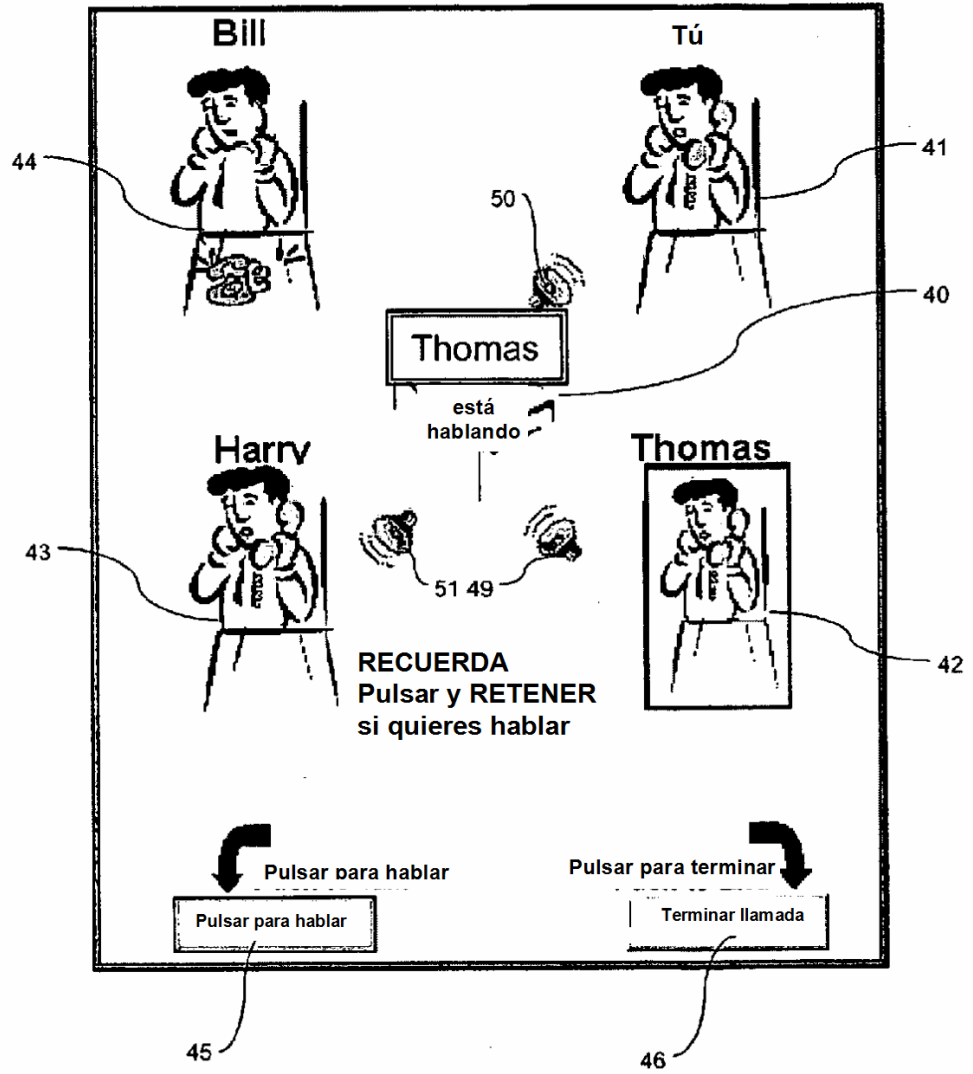 Bill
Tú
44
41
50
40
Thomas
está
hablando
Harry
Thomas
43
51 49
42
RECUERDA
Pulsar y RETENER
si quieres hablar
Pulsar para hablar
Pulsar para terminar
Pulsar para hablar
Terminar llamada
45
46